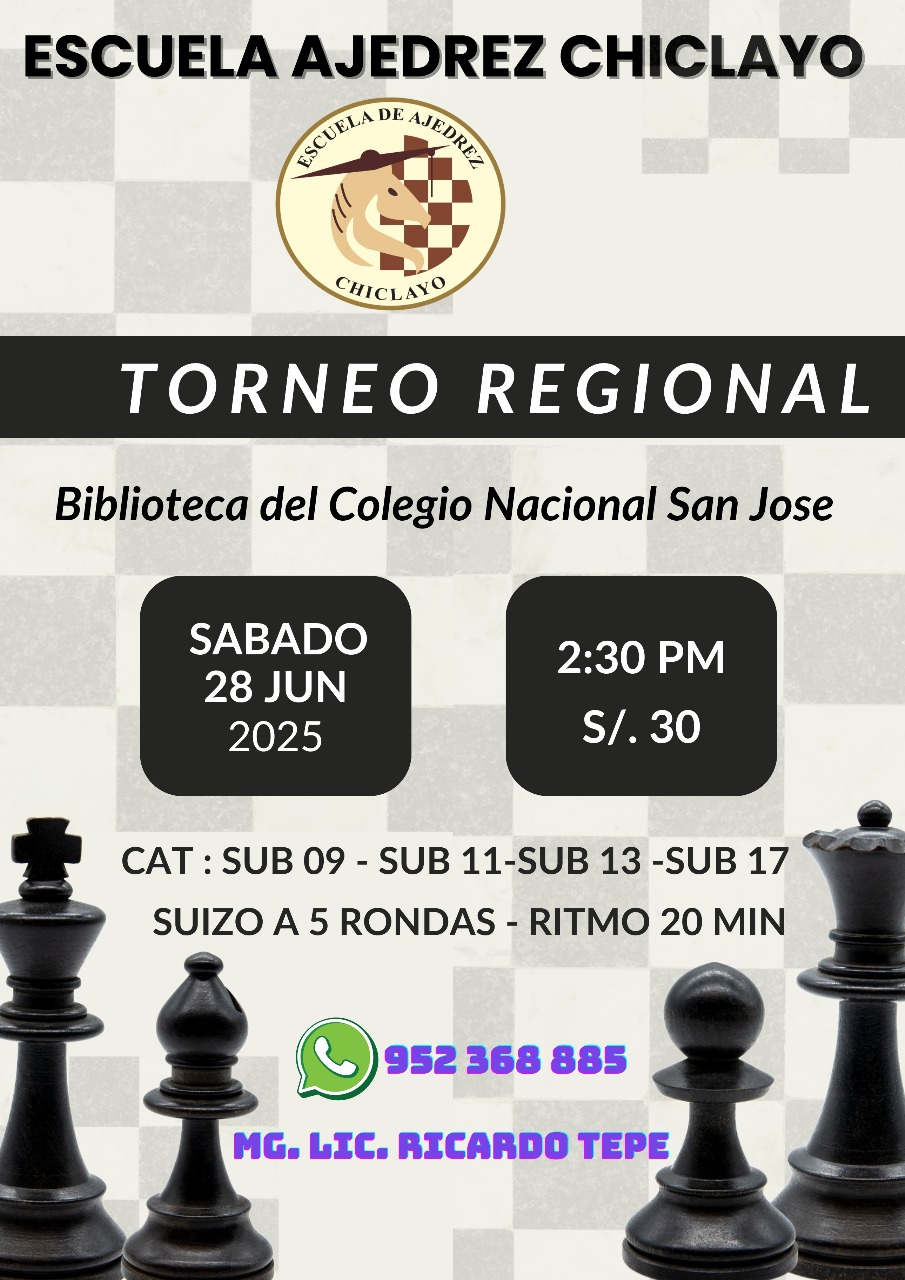 ESCUELA AJEDREZ CHICLAYO
ESCUELA DE AJEDREZ
CHICLAYO
TORNEO REGIONAL
Biblioteca del Colegio Nacional San Jose
SABADO
28 JUN
2025
2:30 PM
S/. 30
CAT : SUB 09 - SUB 11-SUB 13 -SUB 17
SUIZO A 5 RONDAS - RITMO 20 MIN
952 368 885
MG. LIC. RICARDO TEPE